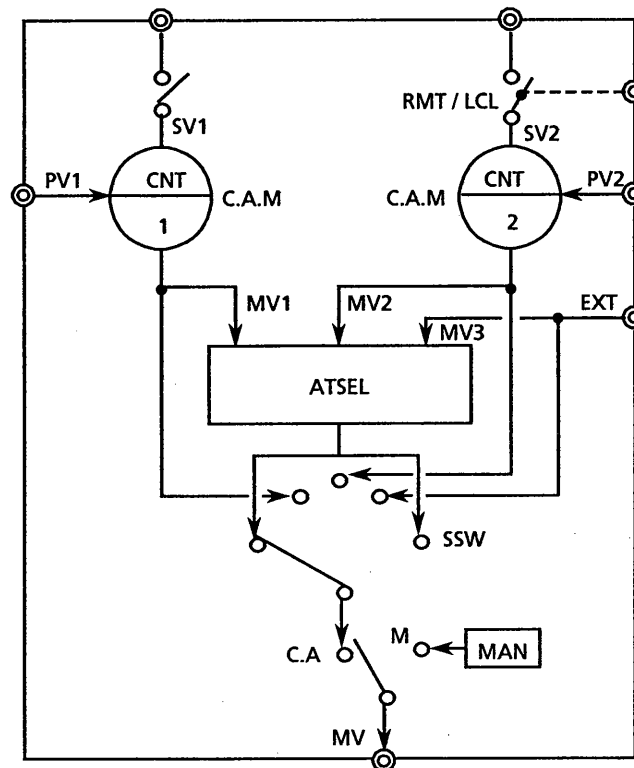 RMT / LCL
SV1
SV2
PV1
CNT
1
C.A.M
C.A.M
CNT
2
PV2
MV1
MV2
MV3
EXT
ATSEL
SSW
C.A
M
MAN
MV